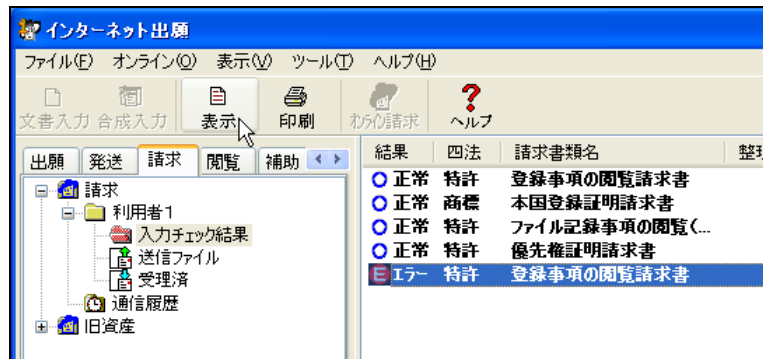 インターネット出願
ファイル(F) オンライン(O) 表示(V) ツール(T) ヘルプ(H)
文書入力 合成入力 表示 印刷 オンライン請求 ヘルプ
出願 発送 請求 閲覧 補助
請求
利用者1
入力チェック結果
送信ファイル
受理済
通信履歴
旧資産
結果 四法 請求書類名
正常 特許 登録事項の閲覧請求書
正常 商標 本国登録証明請求書
正常 特許 ファイル記録事項の閲覧(...
正常 特許 優先権証明請求書
E エラー 特許 登録事項の閲覧請求書